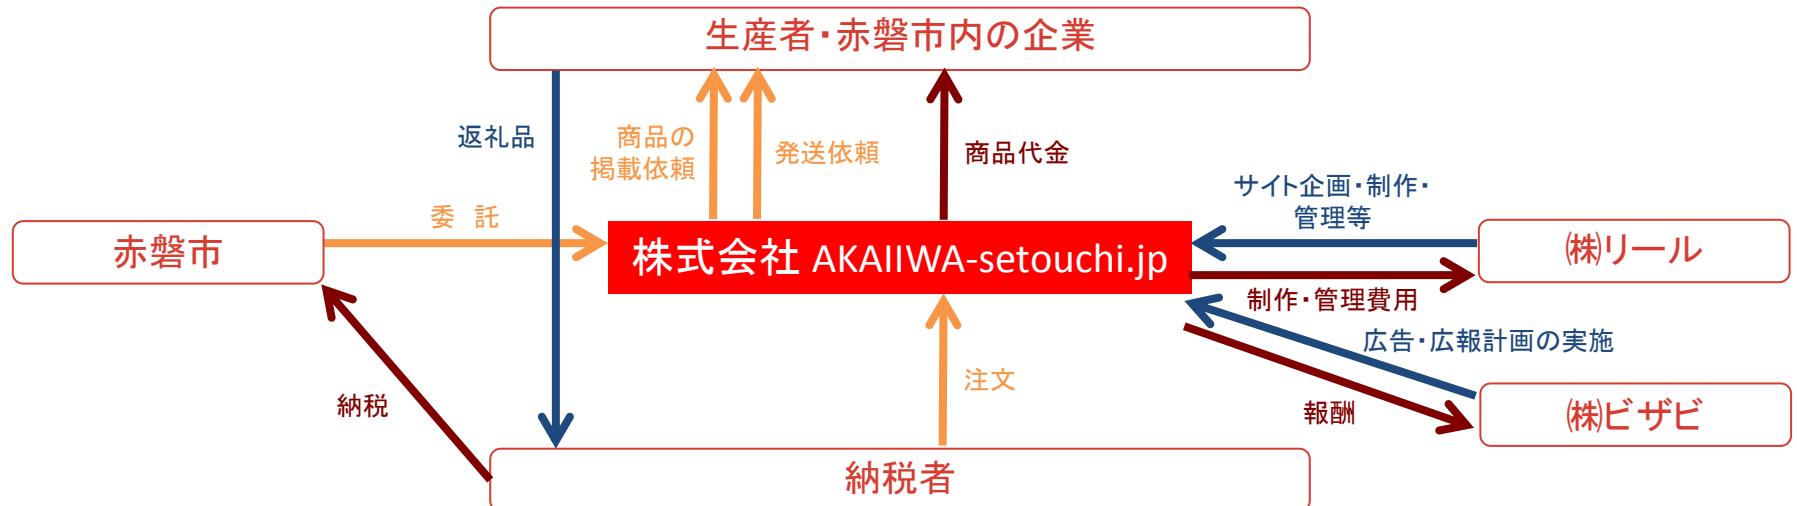 生産者・赤磐市内の企業
返礼品
商品の
掲載依頼
発送依頼
商品代金
サイト企画・制作・
管理等
委　託
赤磐市
株式会社 AKAIIWA-setouchi.jp
㈱リール
制作・管理費用
広告・広報計画の実施
注文
納税
報酬
㈱ビザビ
納税者